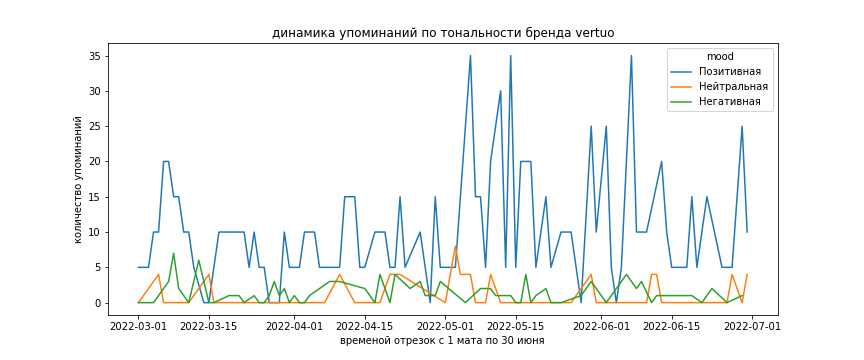 динамика упоминаний по тональности бренда vertuo
mood
Позитивная
Нейтральная
Негативная
количество упоминаний
35
30
25
20
15
10
5
0
2022-03-01 2022-03-15 2022-04-01 2022-04-15 2022-05-01 2022-05-15 2022-06-01 2022-06-15 2022-07-01
временой отрезок с 1 мата по 30 июня